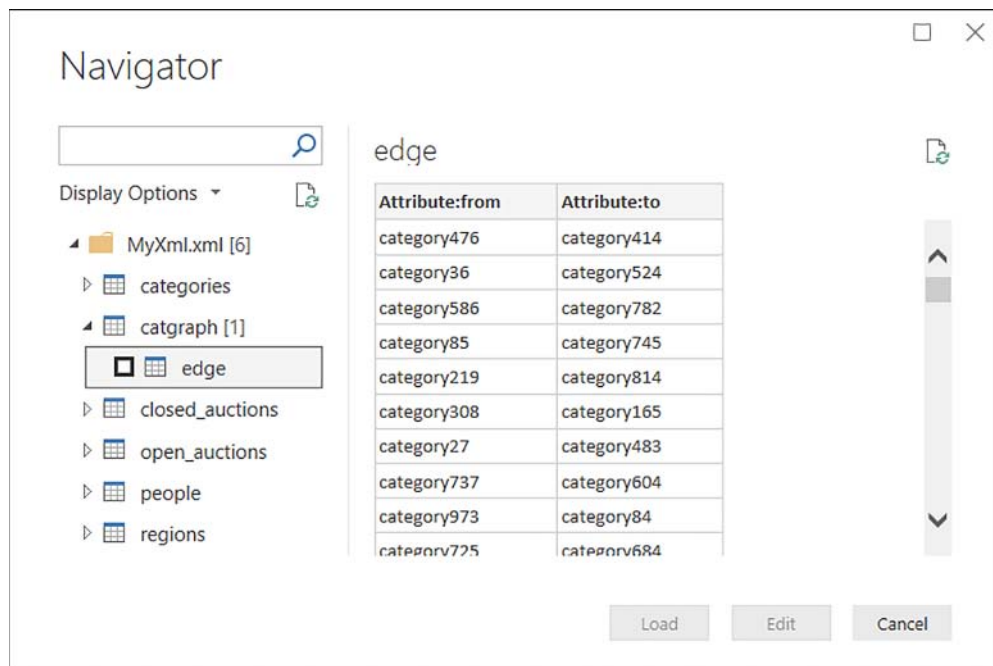 Navigator
Display Options
MyXml.xml [6]
categories
catgraph [1]
edge
closed_auctions
open_auctions
people
regions
edge
Attribute:from Attribute:to
category476 category414
category36 category524
category586 category782
category85 category745
category219 category814
category308 category165
category27 category483
category737 category604
category973 category84
category725 category684
Load Edit Cancel